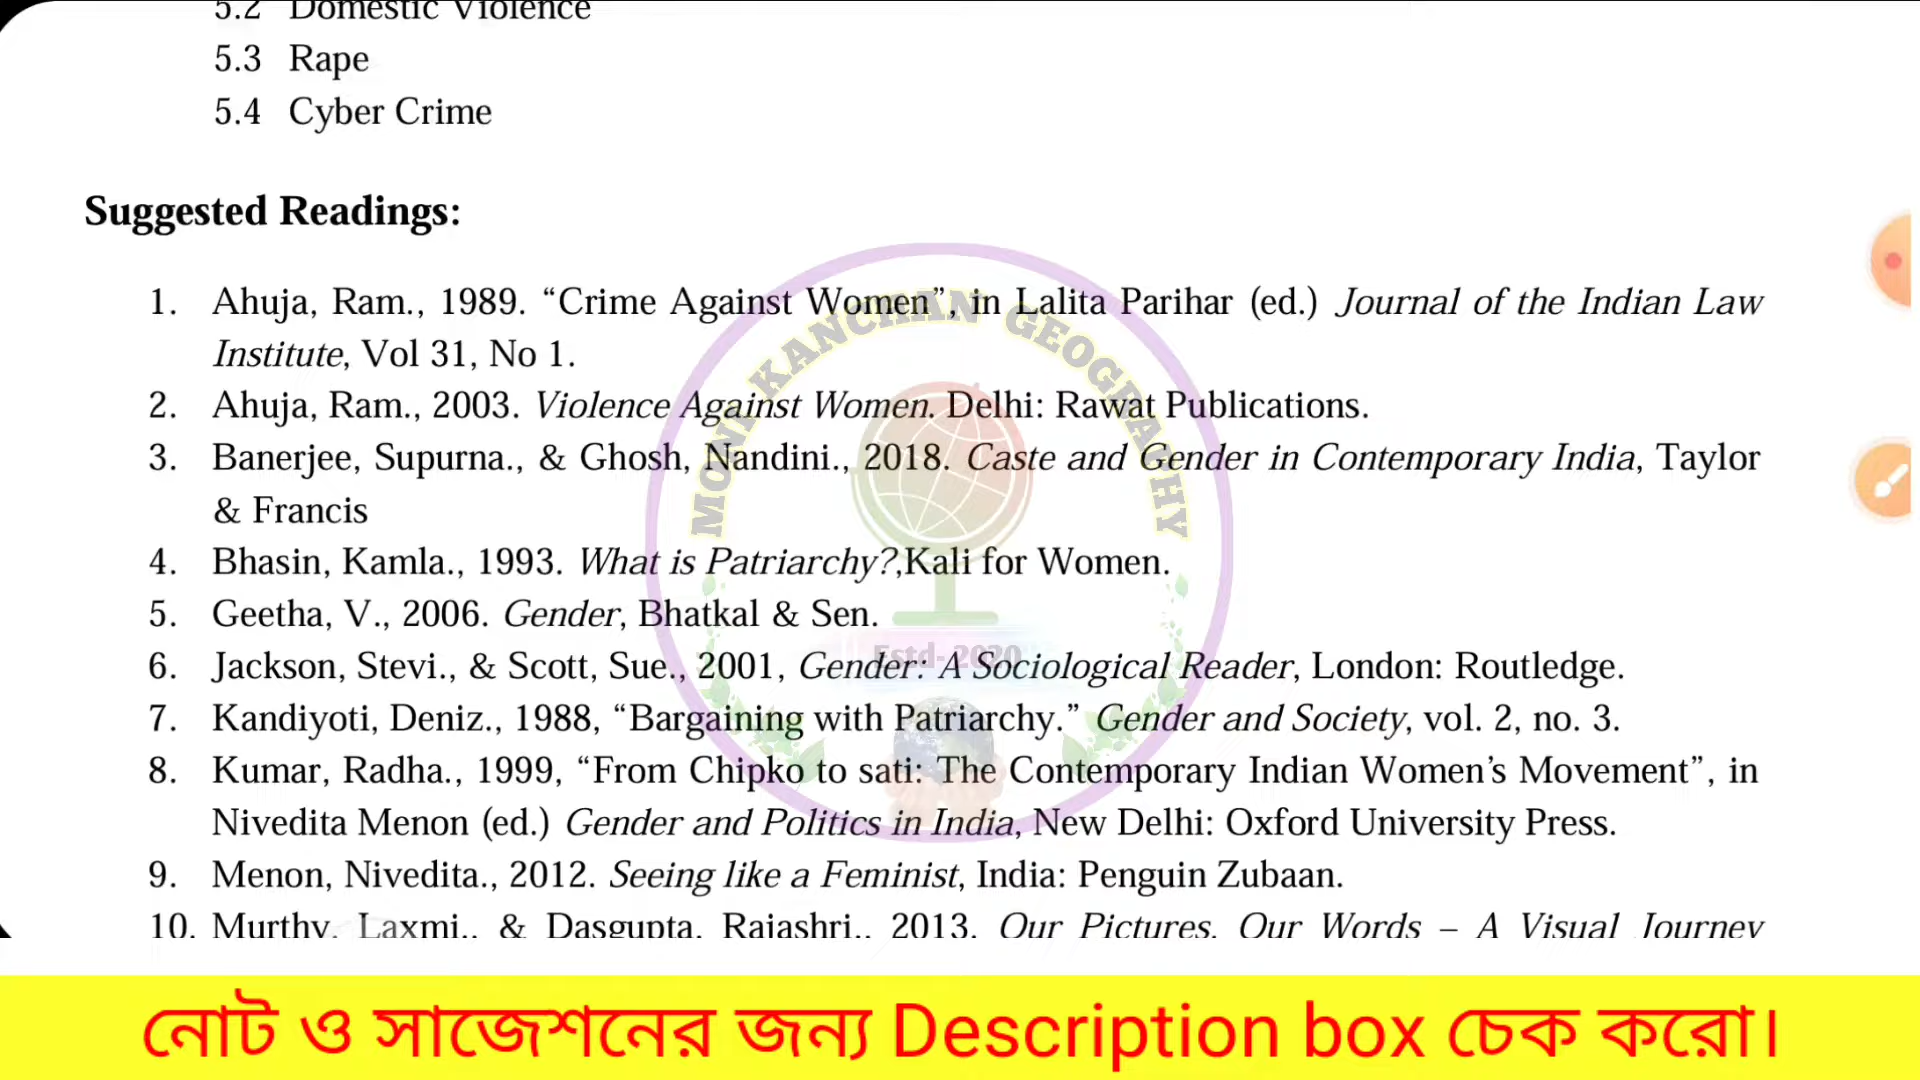 5.2 Domestic Violence
5.3 Rape
5.4 Cyber Crime
Suggested Readings:
1. Ahuja, Ram., 1989. “Crime Against Women”, in Lalita Parihar (ed.) Journal of the Indian Law
Institute, Vol 31, No 1.
2. Ahuja, Ram., 2003. Violence Against Women. Delhi: Rawat Publications.
3. Banerjee, Supurna., & Ghosh, Nandini., 2018. Caste and Gender in Contemporary India, Taylor
& Francis
4. Bhasin, Kamla., 1993. What is Patriarchy?,Kali for Women.
5. Geetha, V., 2006. Gender, Bhatkal & Sen.
6. Jackson, Stevi., & Scott, Sue., 2001, Gender: A Sociological Reader, London: Routledge.
7. Kandiyoti, Deniz., 1988, “Bargaining with Patriarchy.” Gender and Society, vol. 2, no. 3.
8. Kumar, Radha., 1999, “From Chipko to sati: The Contemporary Indian Women’s Movement”, in
Nivedita Menon (ed.) Gender and Politics in India, New Delhi: Oxford University Press.
9. Menon, Nivedita., 2012. Seeing like a Feminist, India: Penguin Zubaan.
10. Murthy, Laxmi., & Dasgupta, Rajashri., 2013. Our Pictures, Our Words – A Visual Journey
MONI KANCHAN GEOGRAPHY
Estd- 2020
নোট ও সাজেশনের জন্য Description box চেক করো।